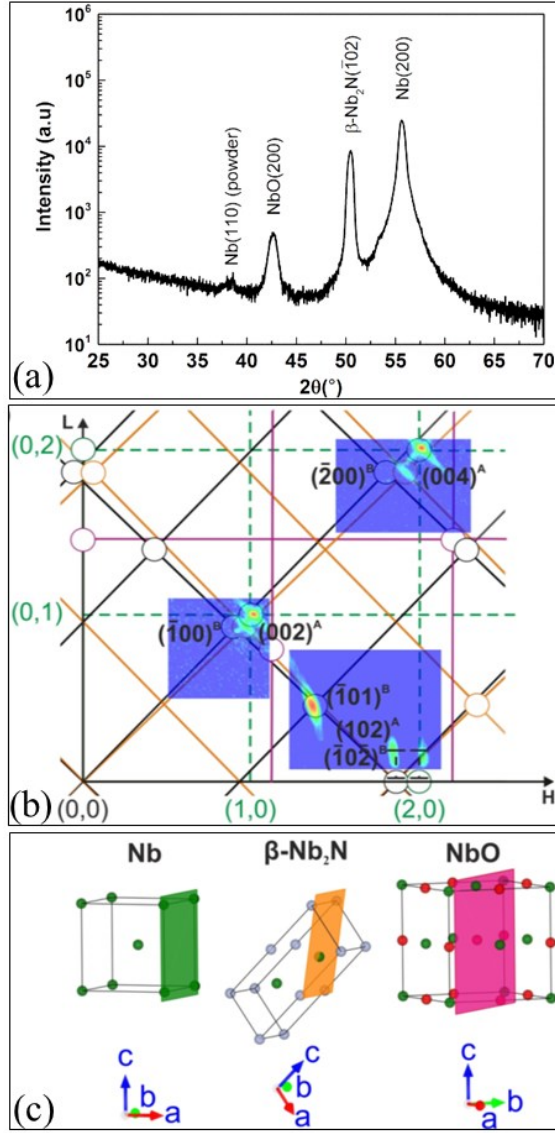 10⁶
10⁵
10⁴
10³
10²
10¹
Intensity (a.u)
Nb(110) (powder)
NbO(200)
β-Nb₂N(1̄02)
Nb(200)
25 30 35 40 45 50 55 60 65 70
2θ(°)
(a)
L
(0,2)
(2̄00)ᴮ (004)ᴬ
(0,1)
(1̄00)ᴮ (002)ᴬ
(1̄01)ᴮ
(102)ᴬ
(1̄02̄)ᴮ
H
(0,0) (1,0) (2,0)
(b)
Nb β-Nb₂N NbO
c b a
c b a
c b a
(c)